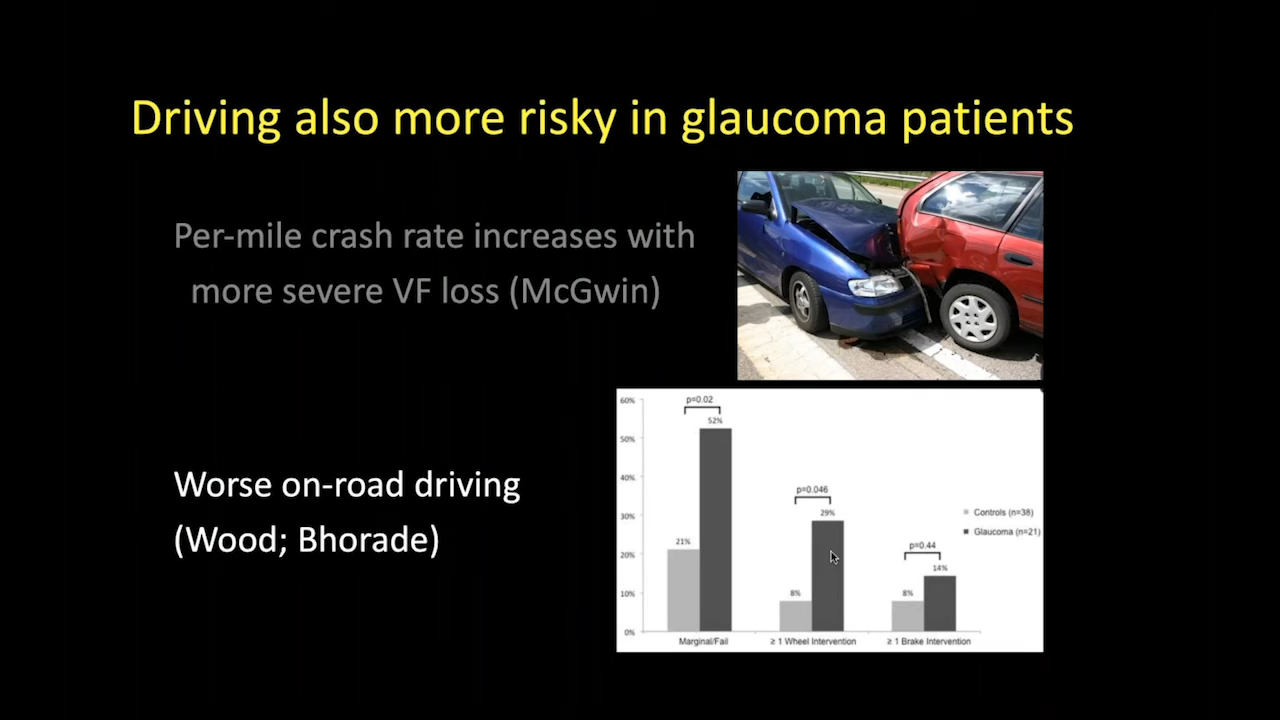 Driving also more risky in glaucoma patients
Per-mile crash rate increases with
more severe VF loss (McGwin)
Worse on-road driving
(Wood; Bhorade)
60%
50%
40%
30%
20%
10%
0%
p=0.02
52%
21%
p=0.046
29%
8%
p=0.44
14%
8%
Controls (n=38)
Glaucoma (n=21)
Marginal/Fail
≥ 1 Wheel Intervention
≥ 1 Brake Intervention